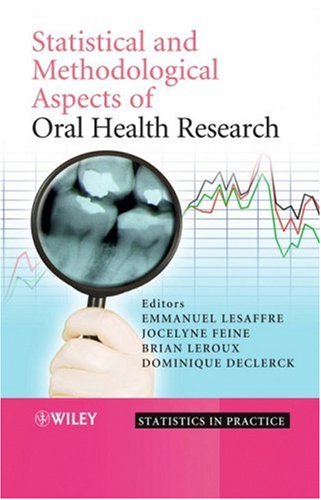 Statistical and
Methodological
Aspects of
Oral Health Research
Editors
EMMANUEL LESAFFRE
JOCELYNE FEINE
BRIAN LEROUX
DOMINIQUE DECLERCK
WILEY
STATISTICS IN PRACTICE